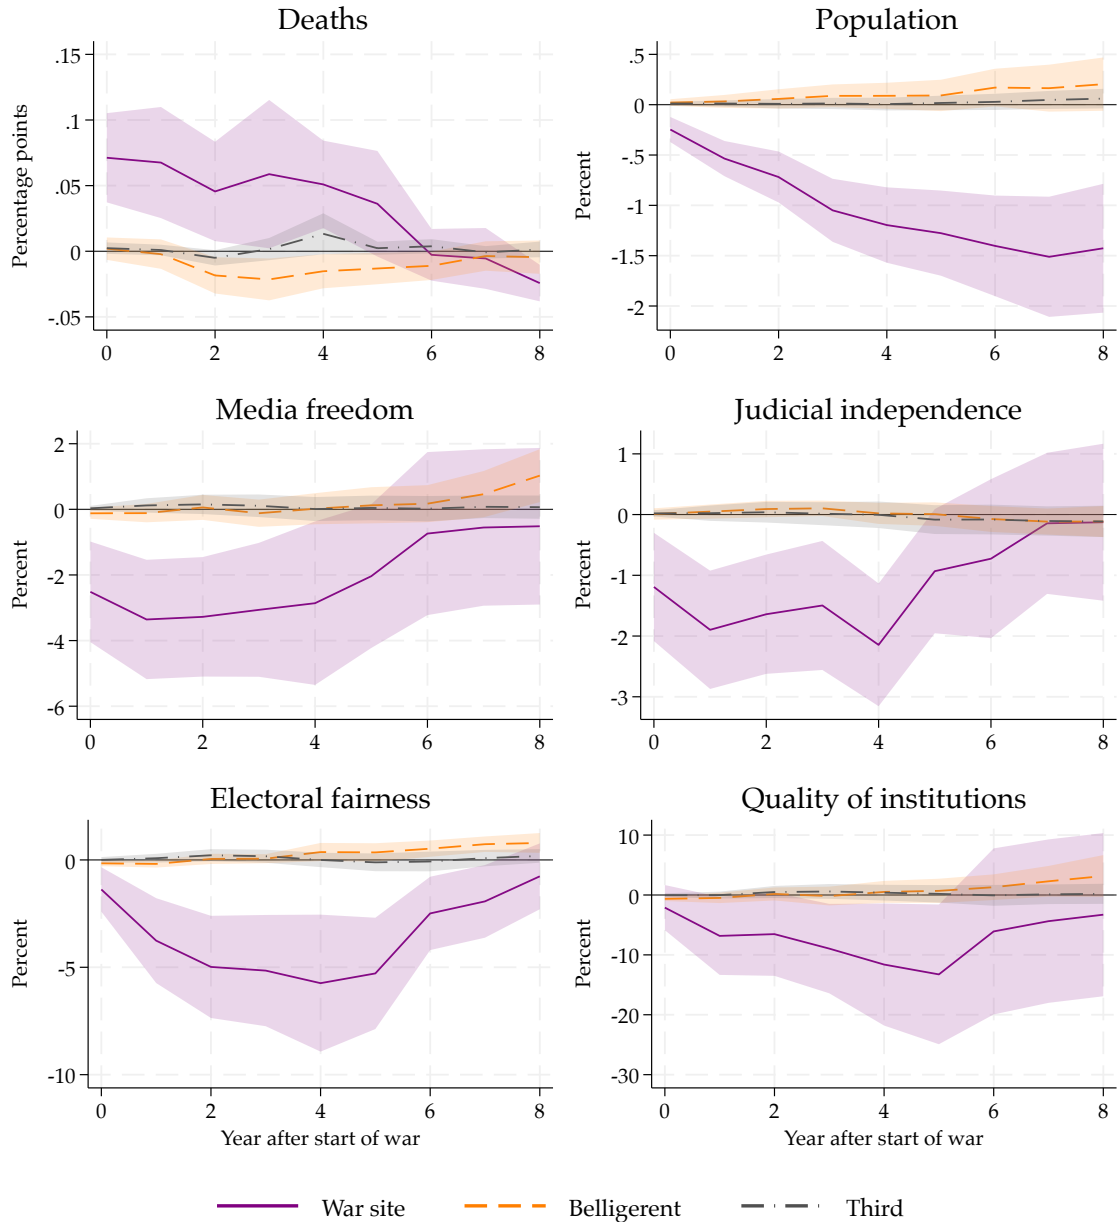 Deaths
Percentage points
.15
.1
.05
0
-.05
0 2 4 6 8
Population
Percent
.5
0
-.5
-1
-1.5
-2
0 2 4 6 8
Media freedom
Percent
2
0
-2
-4
-6
0 2 4 6 8
Judicial independence
Percent
1
0
-1
-2
-3
0 2 4 6 8
Electoral fairness
Percent
0
-5
-10
0 2 4 6 8
Year after start of war
Quality of institutions
Percent
10
0
-10
-20
-30
0 2 4 6 8
Year after start of war
War site Belligerent Third